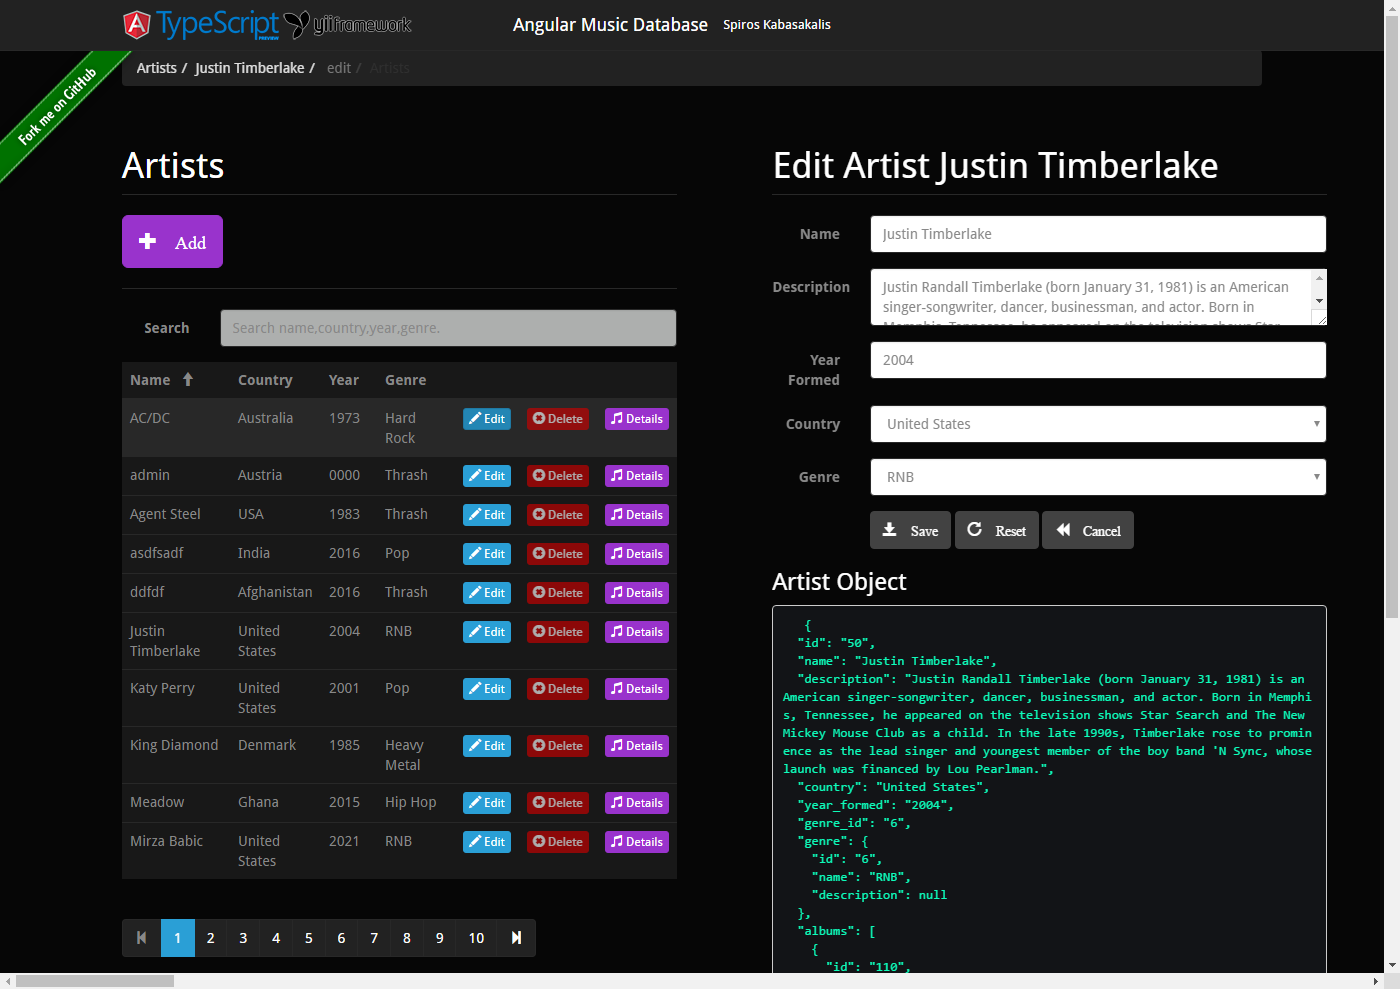 TypeScript PREVIEW yiiframework Angular Music Database Spiros Kabasakalis
Fork me on GitHub
Artists / Justin Timberlake / edit / Artists
Artists
Add
Search Search name,country,year,genre.
Name Country Year Genre
AC/DC Australia 1973 Hard Rock Edit Delete Details
admin Austria 0000 Thrash Edit Delete Details
Agent Steel USA 1983 Thrash Edit Delete Details
asdfsadf India 2016 Pop Edit Delete Details
ddfdf Afghanistan 2016 Thrash Edit Delete Details
Justin Timberlake United States 2004 RNB Edit Delete Details
Katy Perry United States 2001 Pop Edit Delete Details
King Diamond Denmark 1985 Heavy Metal Edit Delete Details
Meadow Ghana 2015 Hip Hop Edit Delete Details
Mirza Babic United States 2021 RNB Edit Delete Details
1 2 3 4 5 6 7 8 9 10
Edit Artist Justin Timberlake
Name Justin Timberlake
Description Justin Randall Timberlake (born January 31, 1981) is an American
singer-songwriter, dancer, businessman, and actor. Born in
Memphis, Tennessee, he appeared on the television shows Star
Year Formed 2004
Country United States
Genre RNB
Save Reset Cancel
Artist Object
{
"id": "50",
"name": "Justin Timberlake",
"description": "Justin Randall Timberlake (born January 31, 1981) is an
American singer-songwriter, dancer, businessman, and actor. Born in Memphi
s, Tennessee, he appeared on the television shows Star Search and The New
Mickey Mouse Club as a child. In the late 1990s, Timberlake rose to promin
ence as the lead singer and youngest member of the boy band 'N Sync, whose
launch was financed by Lou Pearlman.",
"country": "United States",
"year_formed": "2004",
"genre_id": "6",
"genre": {
"id": "6",
"name": "RNB",
"description": null
},
"albums": [
{
"id": "110",